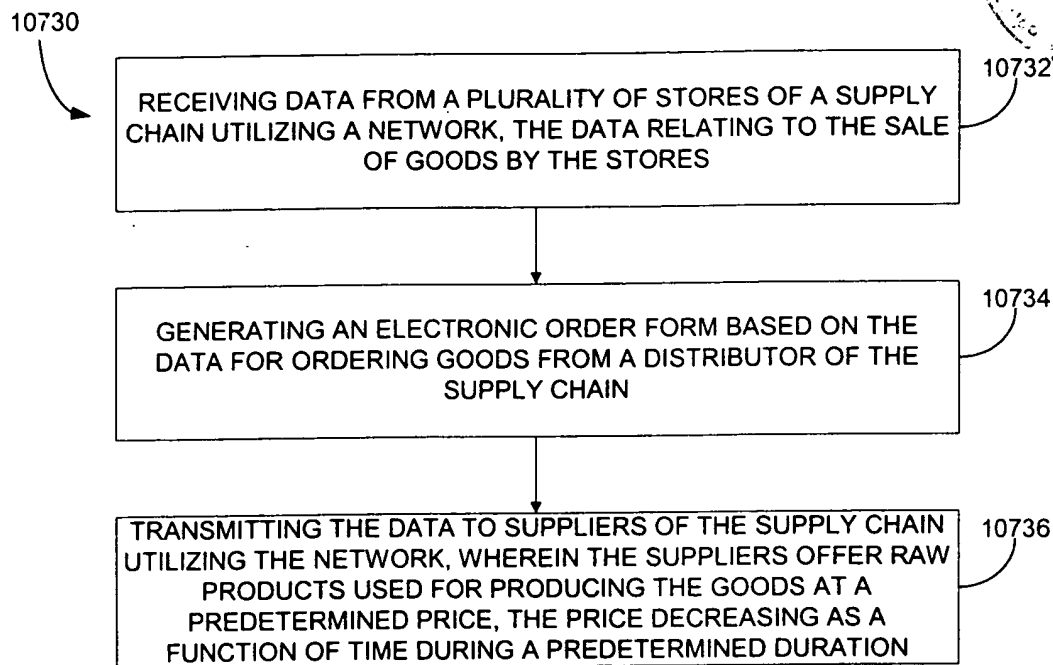 10730
10732
RECEIVING DATA FROM A PLURALITY OF STORES OF A SUPPLY
CHAIN UTILIZING A NETWORK, THE DATA RELATING TO THE SALE
OF GOODS BY THE STORES
10734
GENERATING AN ELECTRONIC ORDER FORM BASED ON THE
DATA FOR ORDERING GOODS FROM A DISTRIBUTOR OF THE
SUPPLY CHAIN
10736
TRANSMITTING THE DATA TO SUPPLIERS OF THE SUPPLY CHAIN
UTILIZING THE NETWORK, WHEREIN THE SUPPLIERS OFFER RAW
PRODUCTS USED FOR PRODUCING THE GOODS AT A
PREDETERMINED PRICE, THE PRICE DECREASING AS A
FUNCTION OF TIME DURING A PREDETERMINED DURATION